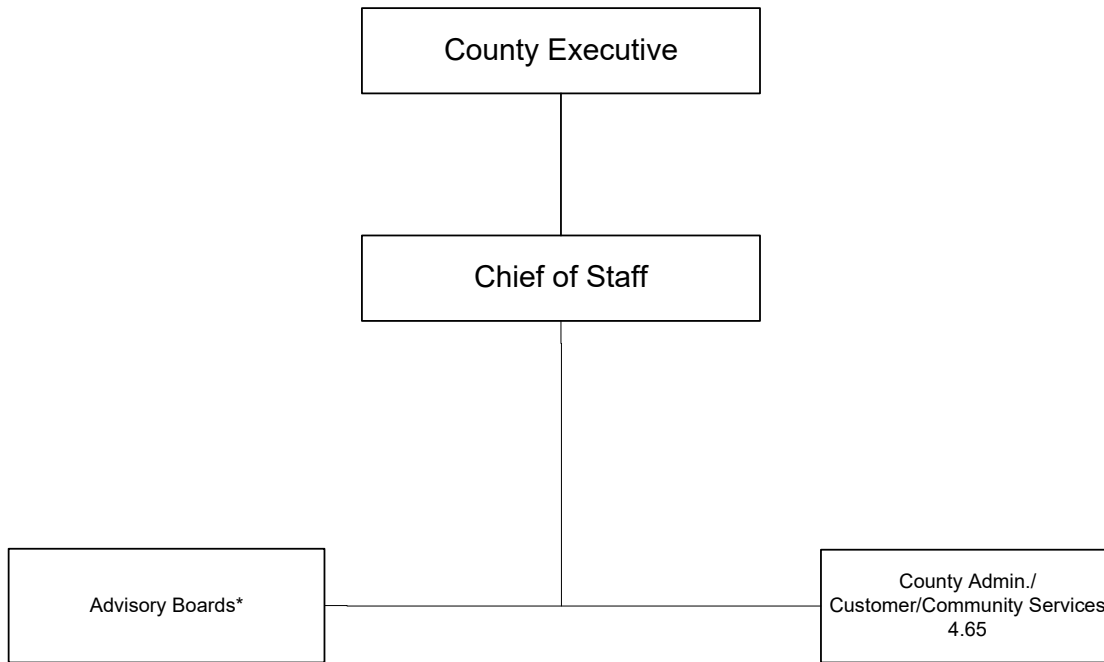 County Executive
Chief of Staff
Advisory Boards*
County Admin./
Customer/Community Services
4.65